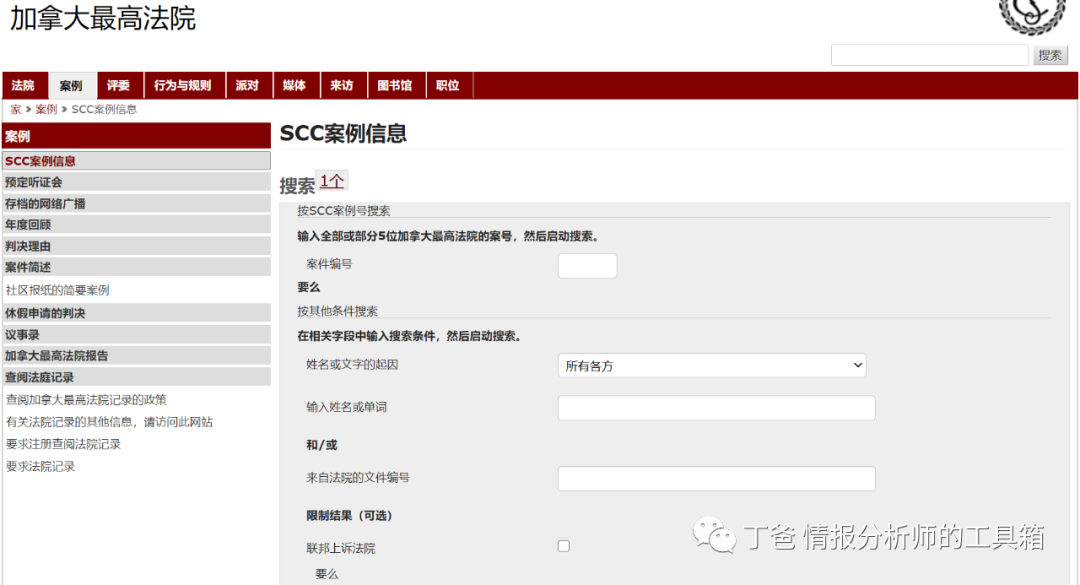 加拿大最高法院
搜索
法院 案例 评委 行为与规则 派对 媒体 来访 图书馆 职位
家 » 案例 » SCC案例信息
案例
SCC案例信息
预定听证会
存档的网络广播
年度回顾
判决理由
案件简述
社区报纸的简要案例
休假申请的判决
议事录
加拿大最高法院报告
查阅法庭记录
查阅加拿大最高法院记录的政策
有关法院记录的其他信息，请访问此网站
要求注册查阅法院记录
要求法院记录
SCC案例信息
搜索 1个
按SCC案例号搜索
输入全部或部分5位加拿大最高法院的案号，然后启动搜索。
案件编号
要么
按其他条件搜索
在相关字段中输入搜索条件，然后启动搜索。
姓名或文字的起因 所有各方
输入姓名或单词
和/或
来自法院的文件编号
限制结果（可选）
联邦上诉法院
要么
丁爸 情报分析师的工具箱